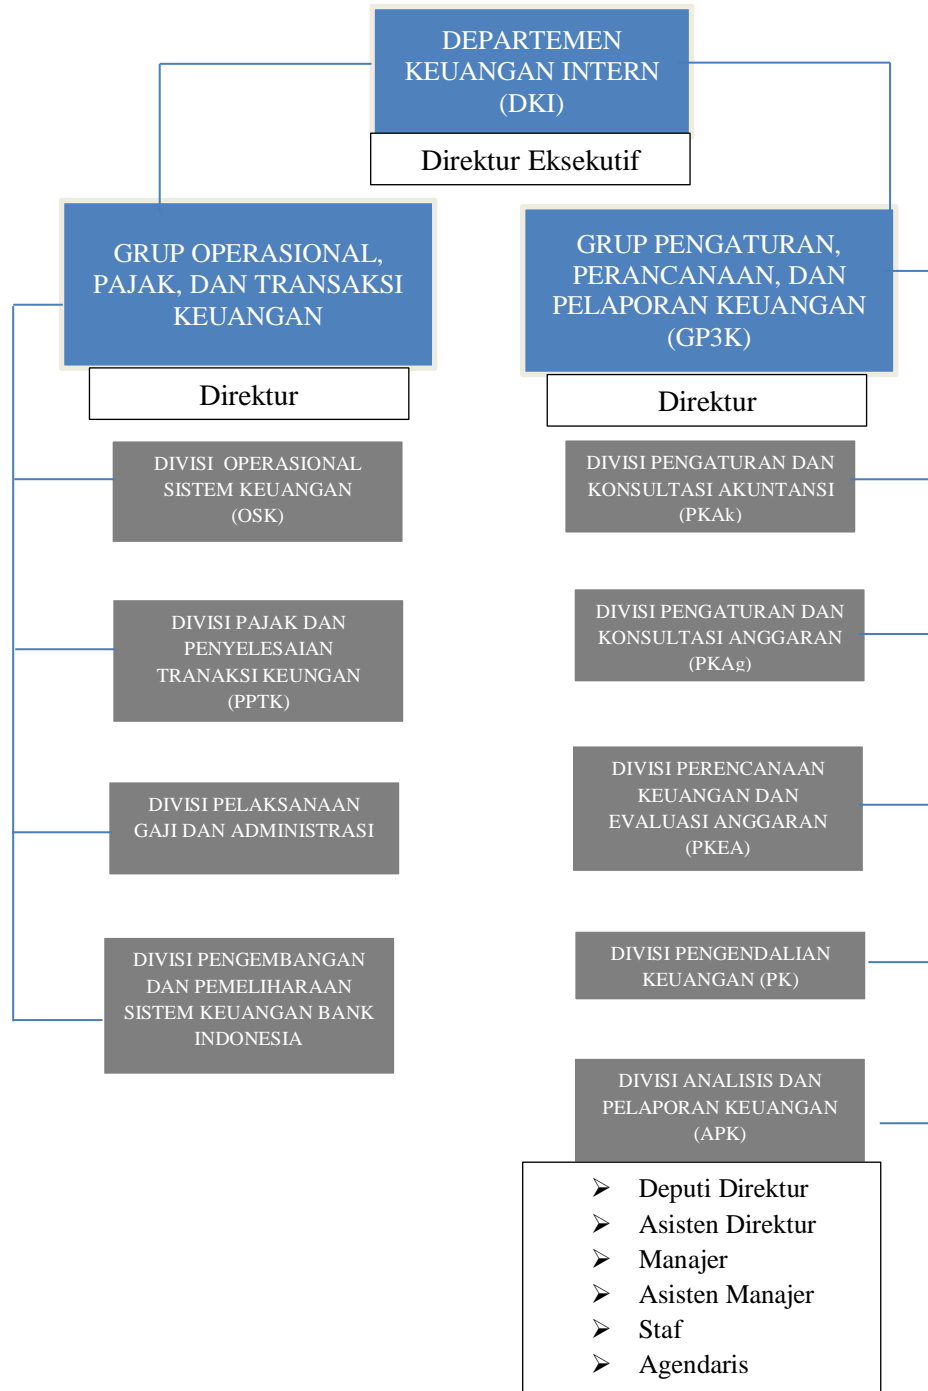 DEPARTEMEN
KEUANGAN INTERN
(DKI)
Direktur Eksekutif
GRUP OPERASIONAL,
PAJAK, DAN TRANSAKSI
KEUANGAN
Direktur
DIVISI OPERASIONAL
SISTEM KEUANGAN
(OSK)
DIVISI PAJAK DAN
PENYELESAIAN
TRANAKSI KEUNGAN
(PPTK)
DIVISI PELAKSANAAN
GAJI DAN ADMINISTRASI
DIVISI PENGEMBANGAN
DAN PEMELIHARAAN
SISTEM KEUANGAN BANK
INDONESIA
GRUP PENGATURAN,
PERANCANAAN, DAN
PELAPORAN KEUANGAN
(GP3K)
Direktur
DIVISI PENGATURAN DAN
KONSULTASI AKUNTANSI
(PKAk)
DIVISI PENGATURAN DAN
KONSULTASI ANGGARAN
(PKAg)
DIVISI PERENCANAAN
KEUANGAN DAN
EVALUASI ANGGARAN
(PKEA)
DIVISI PENGENDALIAN
KEUANGAN (PK)
DIVISI ANALISIS DAN
PELAPORAN KEUANGAN
(APK)
➤ Deputi Direktur
➤ Asisten Direktur
➤ Manajer
➤ Asisten Manajer
➤ Staf
➤ Agendaris